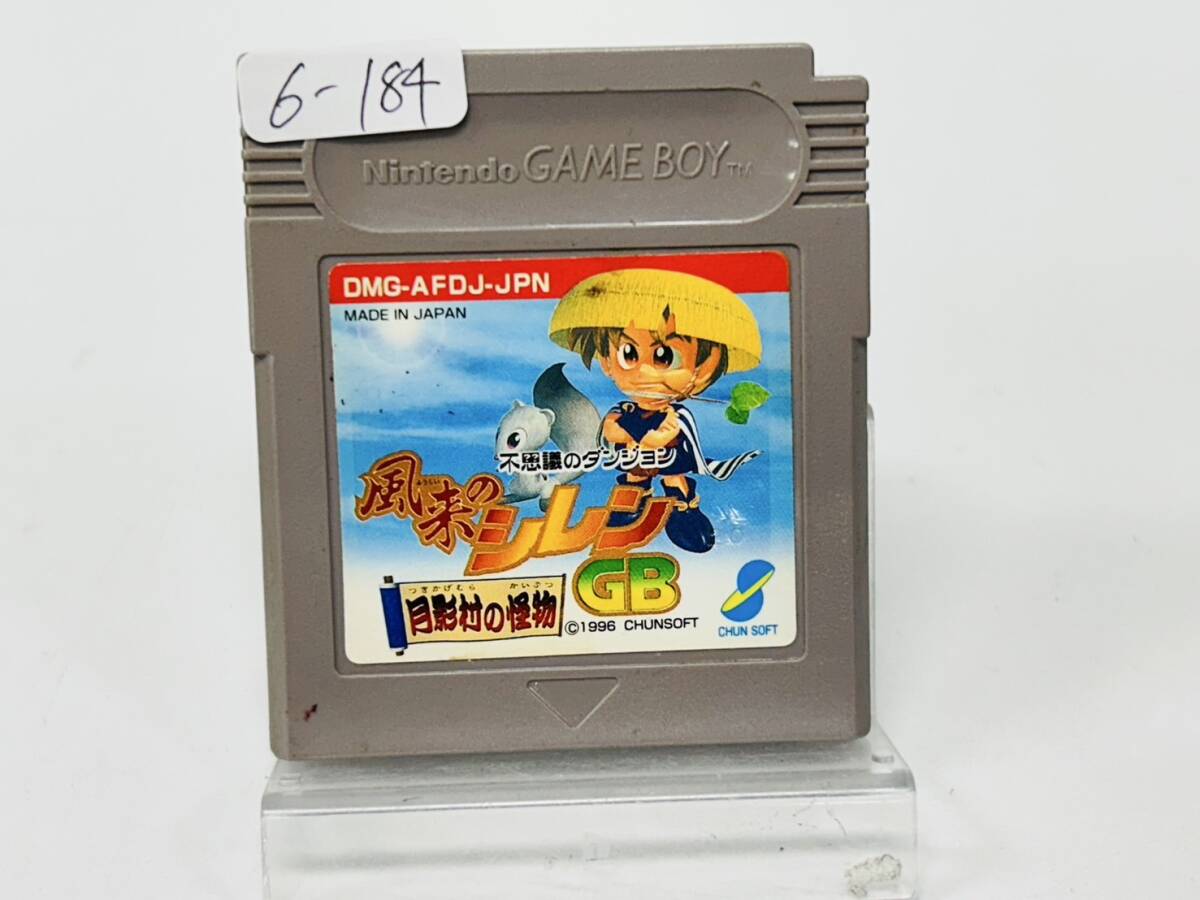 6-184
Nintendo GAME BOY™
DMG-AFDJ-JPN
MADE IN JAPAN
不思議のダンジョン
風来のシレン
GB
つきかげむら かいぶつ
月影村の怪物
©1996 CHUNSOFT
CHUN SOFT